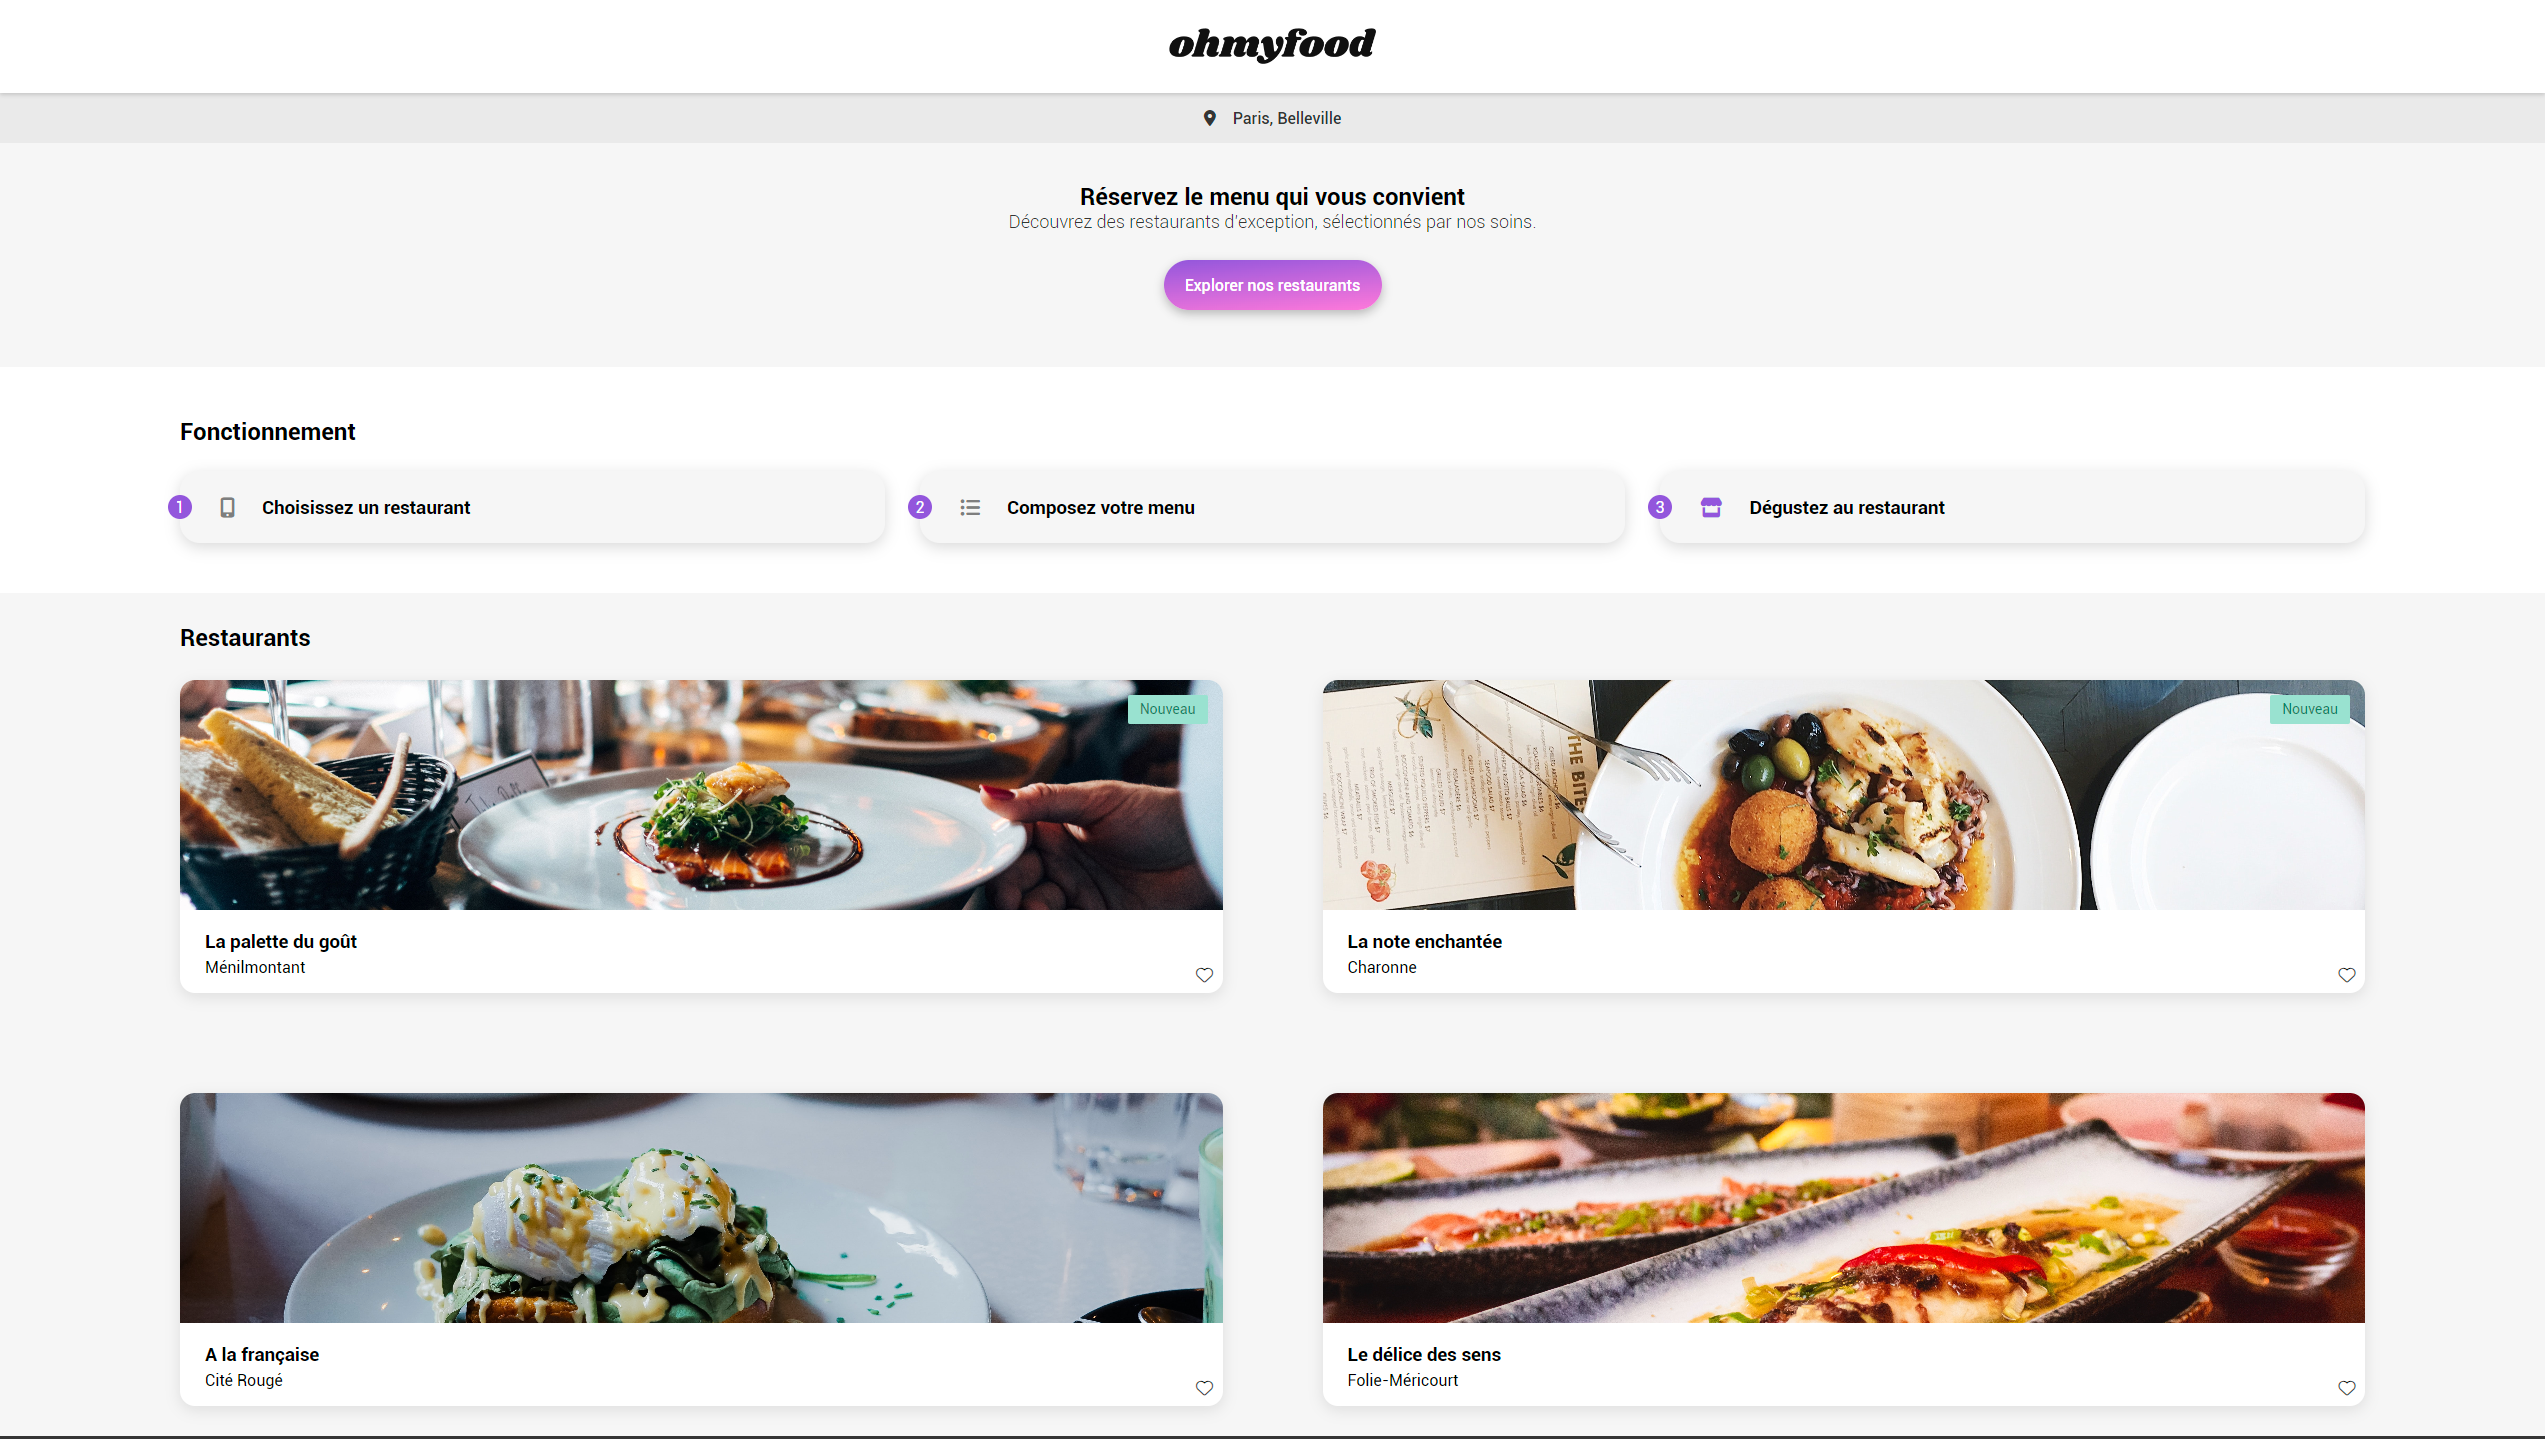 ohmyfood
Paris, Belleville
Réservez le menu qui vous convient
Découvrez des restaurants d'exception, sélectionnés par nos soins.
Explorer nos restaurants
Fonctionnement
1 Choisissez un restaurant
2 Composez votre menu
3 Dégustez au restaurant
Restaurants
Nouveau
La palette du goût
Ménilmontant
Nouveau
THE BITE
La note enchantée
Charonne
A la française
Cité Rougé
Le délice des sens
Folie-Méricourt